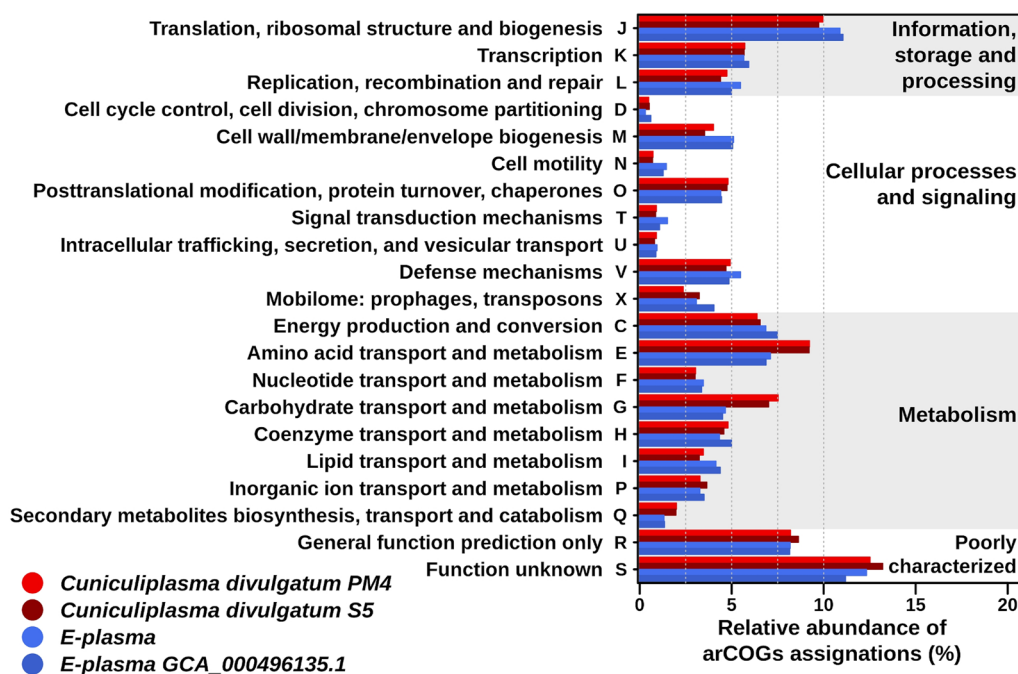 Translation, ribosomal structure and biogenesis J
Transcription K
Replication, recombination and repair L
Cell cycle control, cell division, chromosome partitioning D
Cell wall/membrane/envelope biogenesis M
Cell motility N
Posttranslational modification, protein turnover, chaperones O
Signal transduction mechanisms T
Intracellular trafficking, secretion, and vesicular transport U
Defense mechanisms V
Mobilome: prophages, transposons X
Energy production and conversion C
Amino acid transport and metabolism E
Nucleotide transport and metabolism F
Carbohydrate transport and metabolism G
Coenzyme transport and metabolism H
Lipid transport and metabolism I
Inorganic ion transport and metabolism P
Secondary metabolites biosynthesis, transport and catabolism Q
General function prediction only R
Function unknown S
Information,
storage and
processing
Cellular processes
and signaling
Metabolism
Poorly
characterized
0 5 10 15 20
Relative abundance of
arCOGs assignations (%)
Cuniculiplasma divulgatum PM4
Cuniculiplasma divulgatum S5
E-plasma
E-plasma GCA_000496135.1